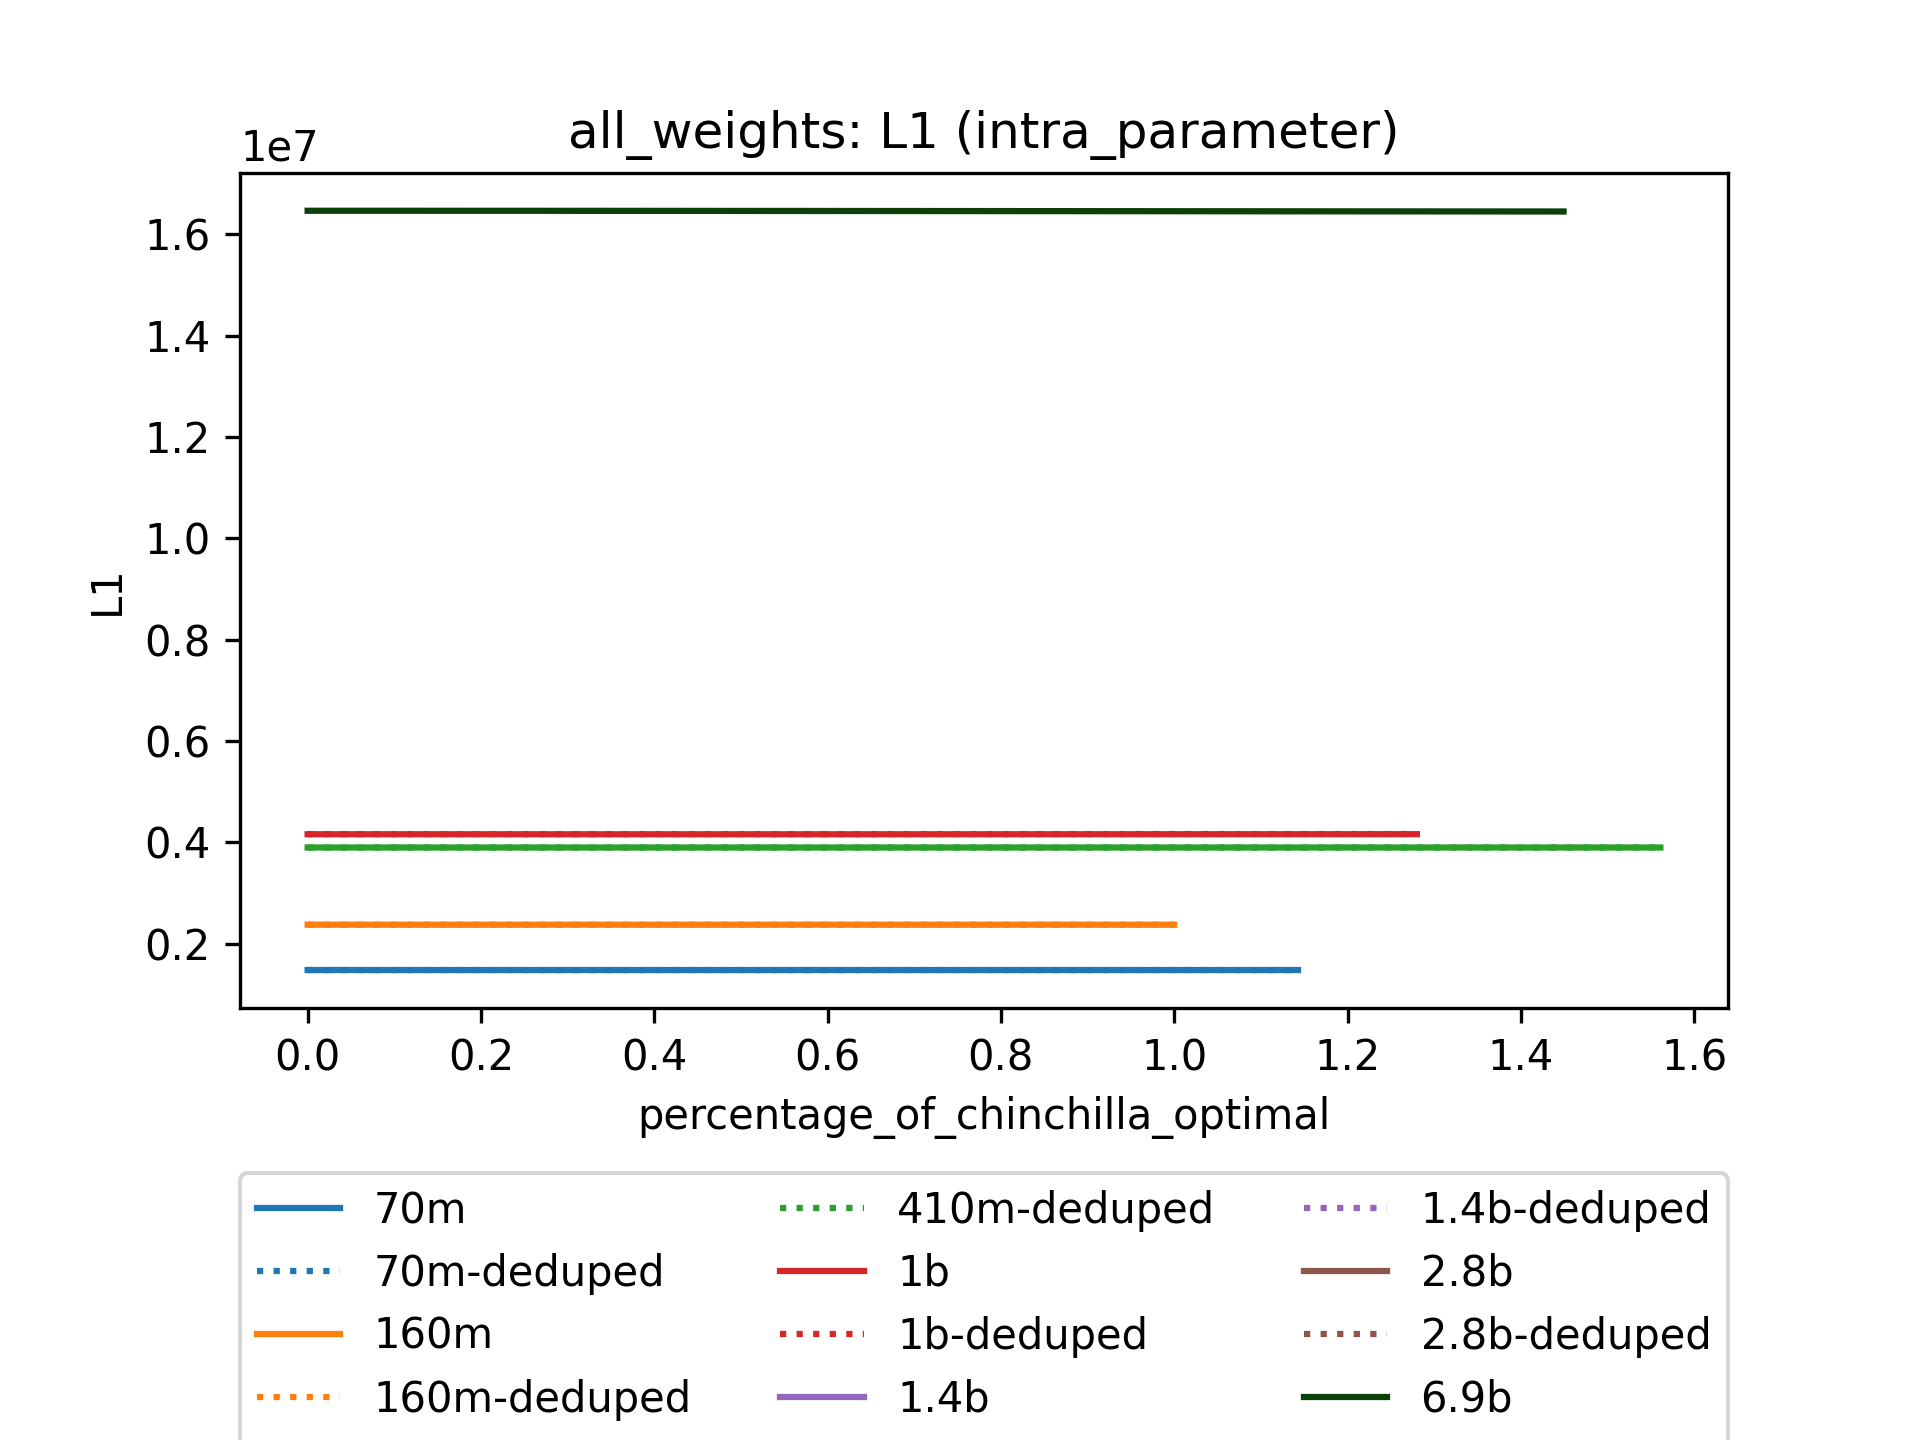 all_weights: L1 (intra_parameter)
1e7
1.6
1.4
1.2
1.0
0.8
0.6
0.4
0.2
L1
0.0 0.2 0.4 0.6 0.8 1.0 1.2 1.4 1.6
percentage_of_chinchilla_optimal
70m
70m-deduped
160m
160m-deduped
410m-deduped
1b
1b-deduped
1.4b
1.4b-deduped
2.8b
2.8b-deduped
6.9b